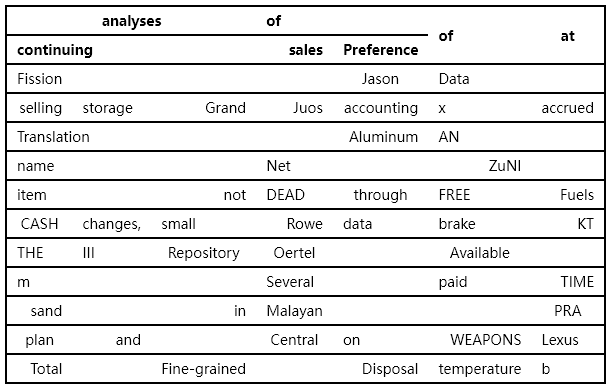 analyses of
of at
continuing sales Preference
Fission Jason Data
selling storage Grand Juos accounting x accrued
Translation Aluminum AN
name Net ZuNI
item not DEAD through FREE Fuels
CASH changes, small Rowe data brake KT
THE III Repository Oertel Available
m Several paid TIME
sand in Malayan PRA
plan and Central on WEAPONS Lexus
Total Fine-grained Disposal temperature b